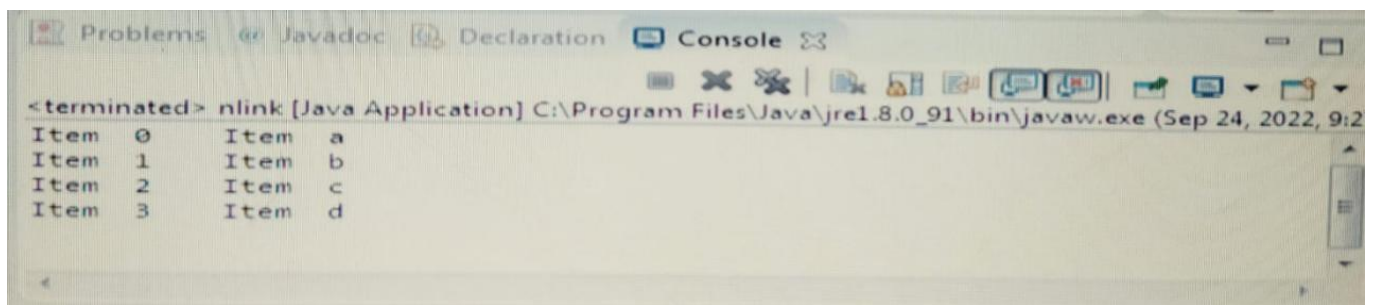 Problems @ Javadoc Declaration Console
<terminated> nlink [Java Application] C:\Program Files\Java\jre1.8.0_91\bin\javaw.exe (Sep 24, 2022, 9:2
Item 0 Item a
Item 1 Item b
Item 2 Item c
Item 3 Item d